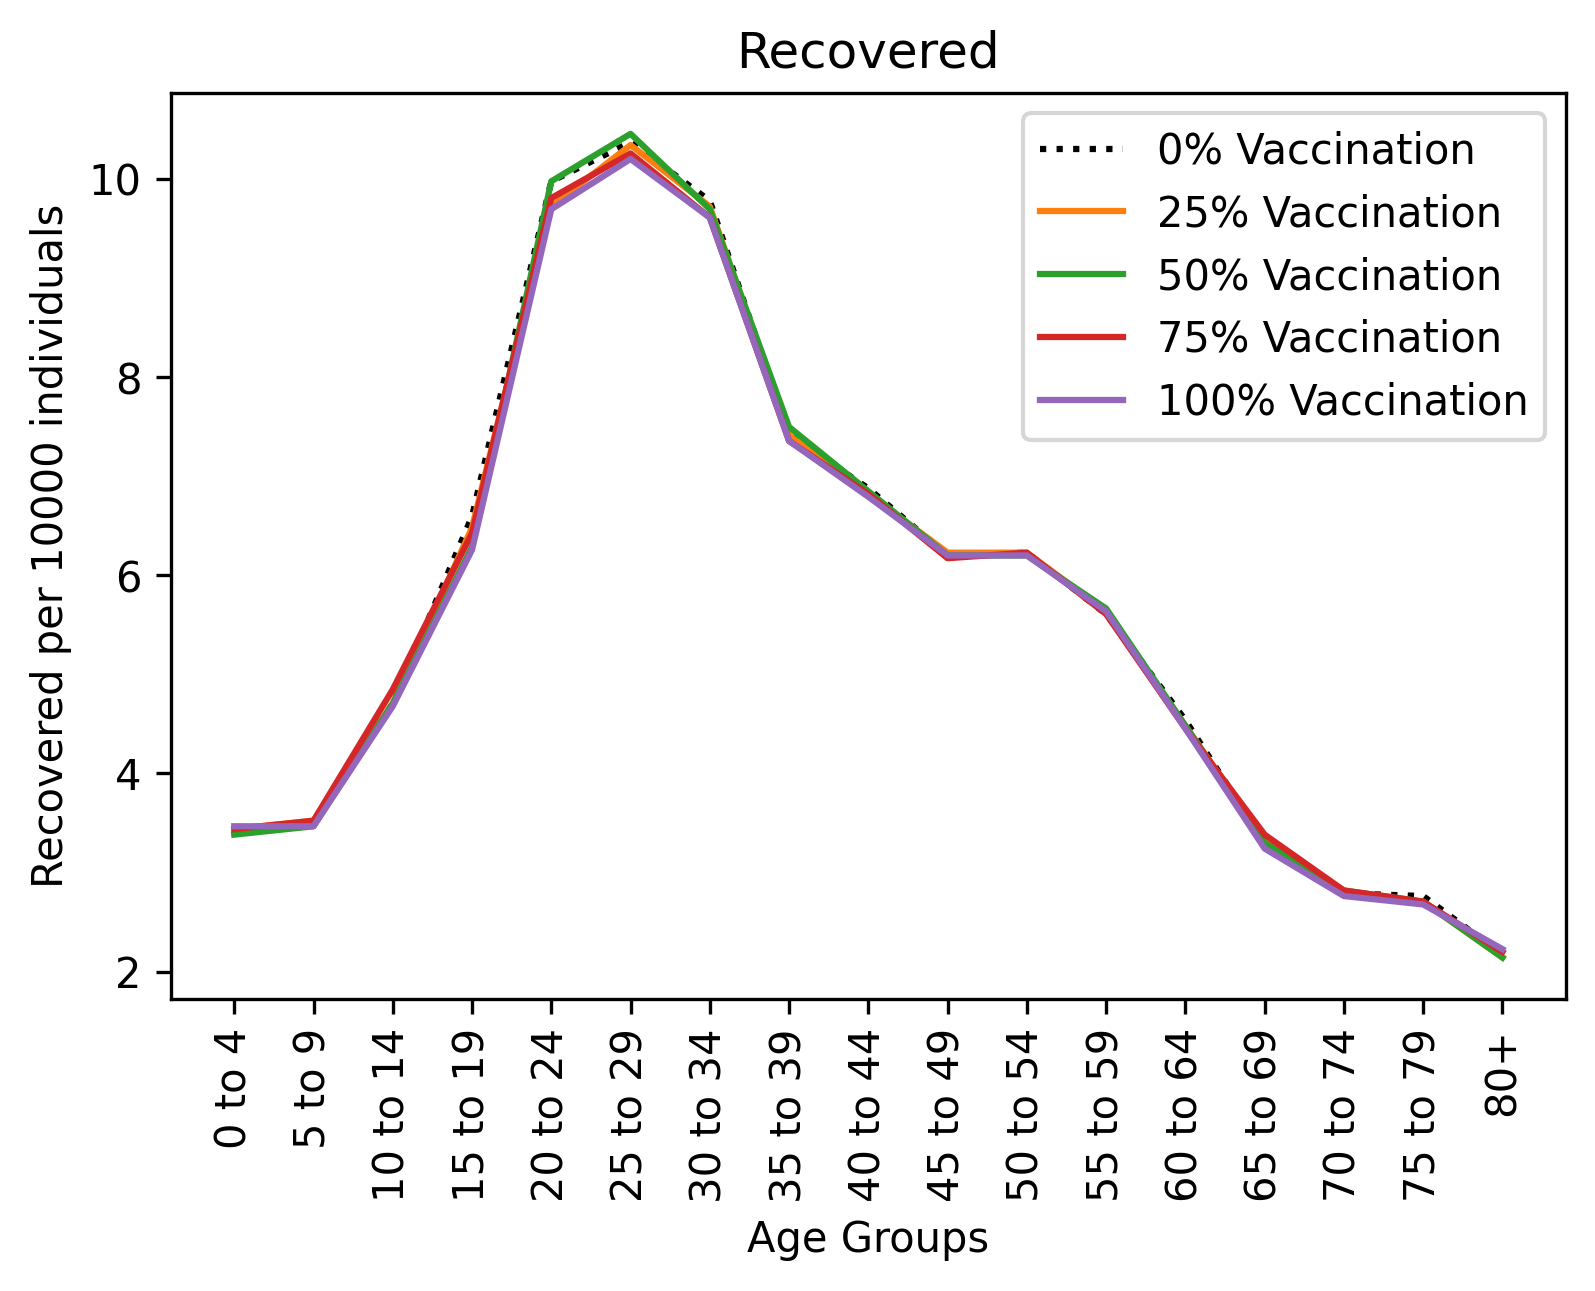 Recovered
Recovered per 10000 individuals
10
8
6
4
2
0% Vaccination
25% Vaccination
50% Vaccination
75% Vaccination
100% Vaccination
0 to 4
5 to 9
10 to 14
15 to 19
20 to 24
25 to 29
30 to 34
35 to 39
40 to 44
45 to 49
50 to 54
55 to 59
60 to 64
65 to 69
70 to 74
75 to 79
80+
Age Groups